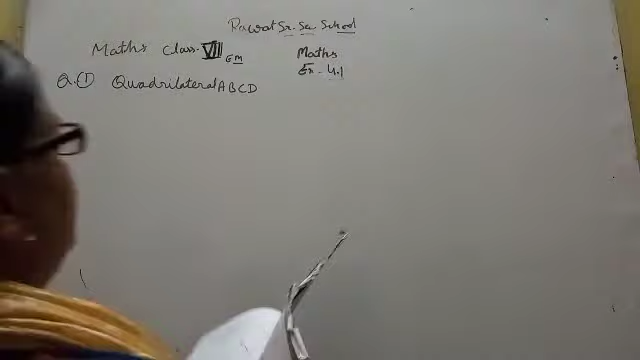 Rawat Sr. Sec. School
Maths Class-VIII Em
Maths
Ex-4.1
Q.① Quadrilateral ABCD